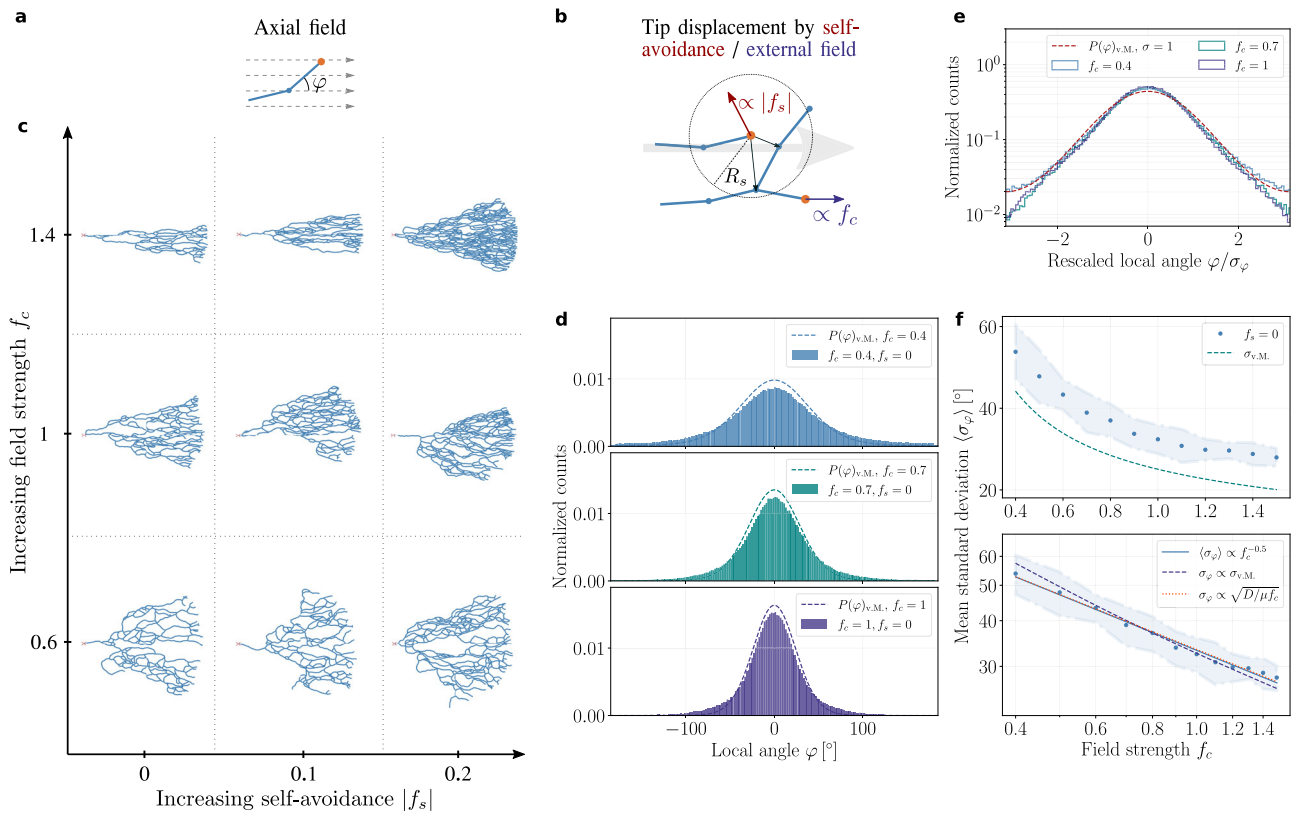 a
Axial field
φ
b
Tip displacement by self-
avoidance / external field
∝ |f_s|
R_s
∝ f_c
c
Increasing field strength f_c
1.4
1
0.6
0 0.1 0.2
Increasing self-avoidance |f_s|
d
Normalized counts
P(φ)_v.M., f_c = 0.4
f_c = 0.4, f_s = 0
0.01
0.00
P(φ)_v.M., f_c = 0.7
f_c = 0.7, f_s = 0
0.01
0.00
P(φ)_v.M., f_c = 1
f_c = 1, f_s = 0
0.01
0.00
−100 0 100
Local angle φ [°]
e
Normalized counts
P(φ)_v.M., σ = 1
f_c = 0.4
f_c = 0.7
f_c = 1
10^0
10^−1
10^−2
−2 0 2
Rescaled local angle φ/σ_φ
f
Mean standard deviation ⟨σ_φ⟩ [°]
f_s = 0
σ_v.M.
60
40
20
0.4 0.6 0.8 1.0 1.2 1.4
⟨σ_φ⟩ ∝ f_c^−0.5
σ_φ ∝ σ_v.M.
σ_φ ∝ √D/μf_c
60
50
40
30
0.4 0.6 0.8 1.0 1.2 1.4
Field strength f_c